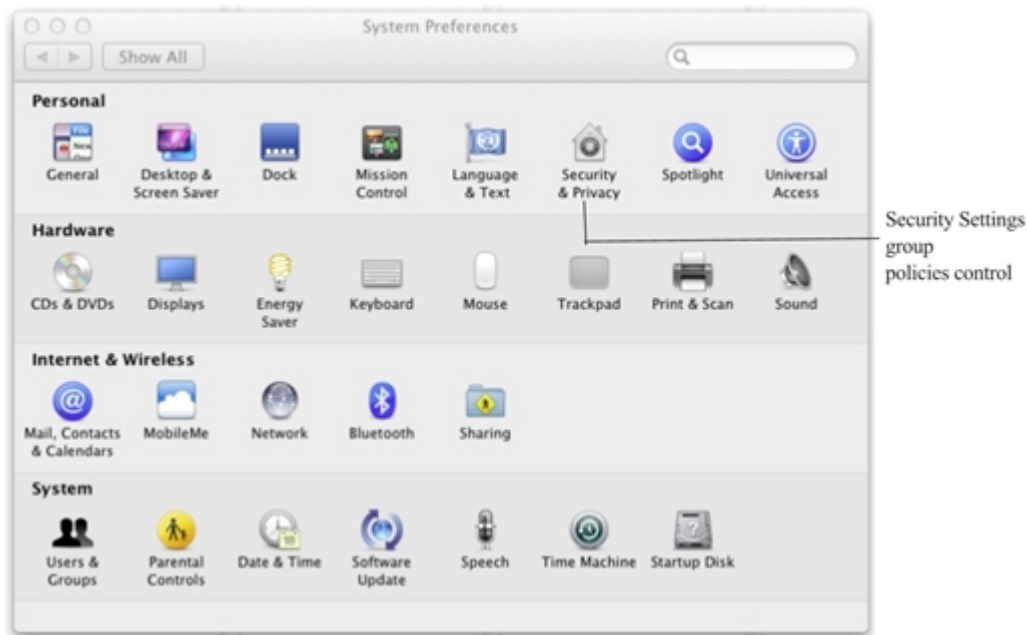 System Preferences
Show All
Personal
General
Desktop &
Screen Saver
Dock
Mission
Control
Language
& Text
Security
& Privacy
Spotlight
Universal
Access
Security Settings
group
policies control
Hardware
CDs & DVDs
Displays
Energy
Saver
Keyboard
Mouse
Trackpad
Print & Scan
Sound
Internet & Wireless
Mail, Contacts
& Calendars
MobileMe
Network
Bluetooth
Sharing
System
Users &
Groups
Parental
Controls
Date & Time
Software
Update
Speech
Time Machine
Startup Disk